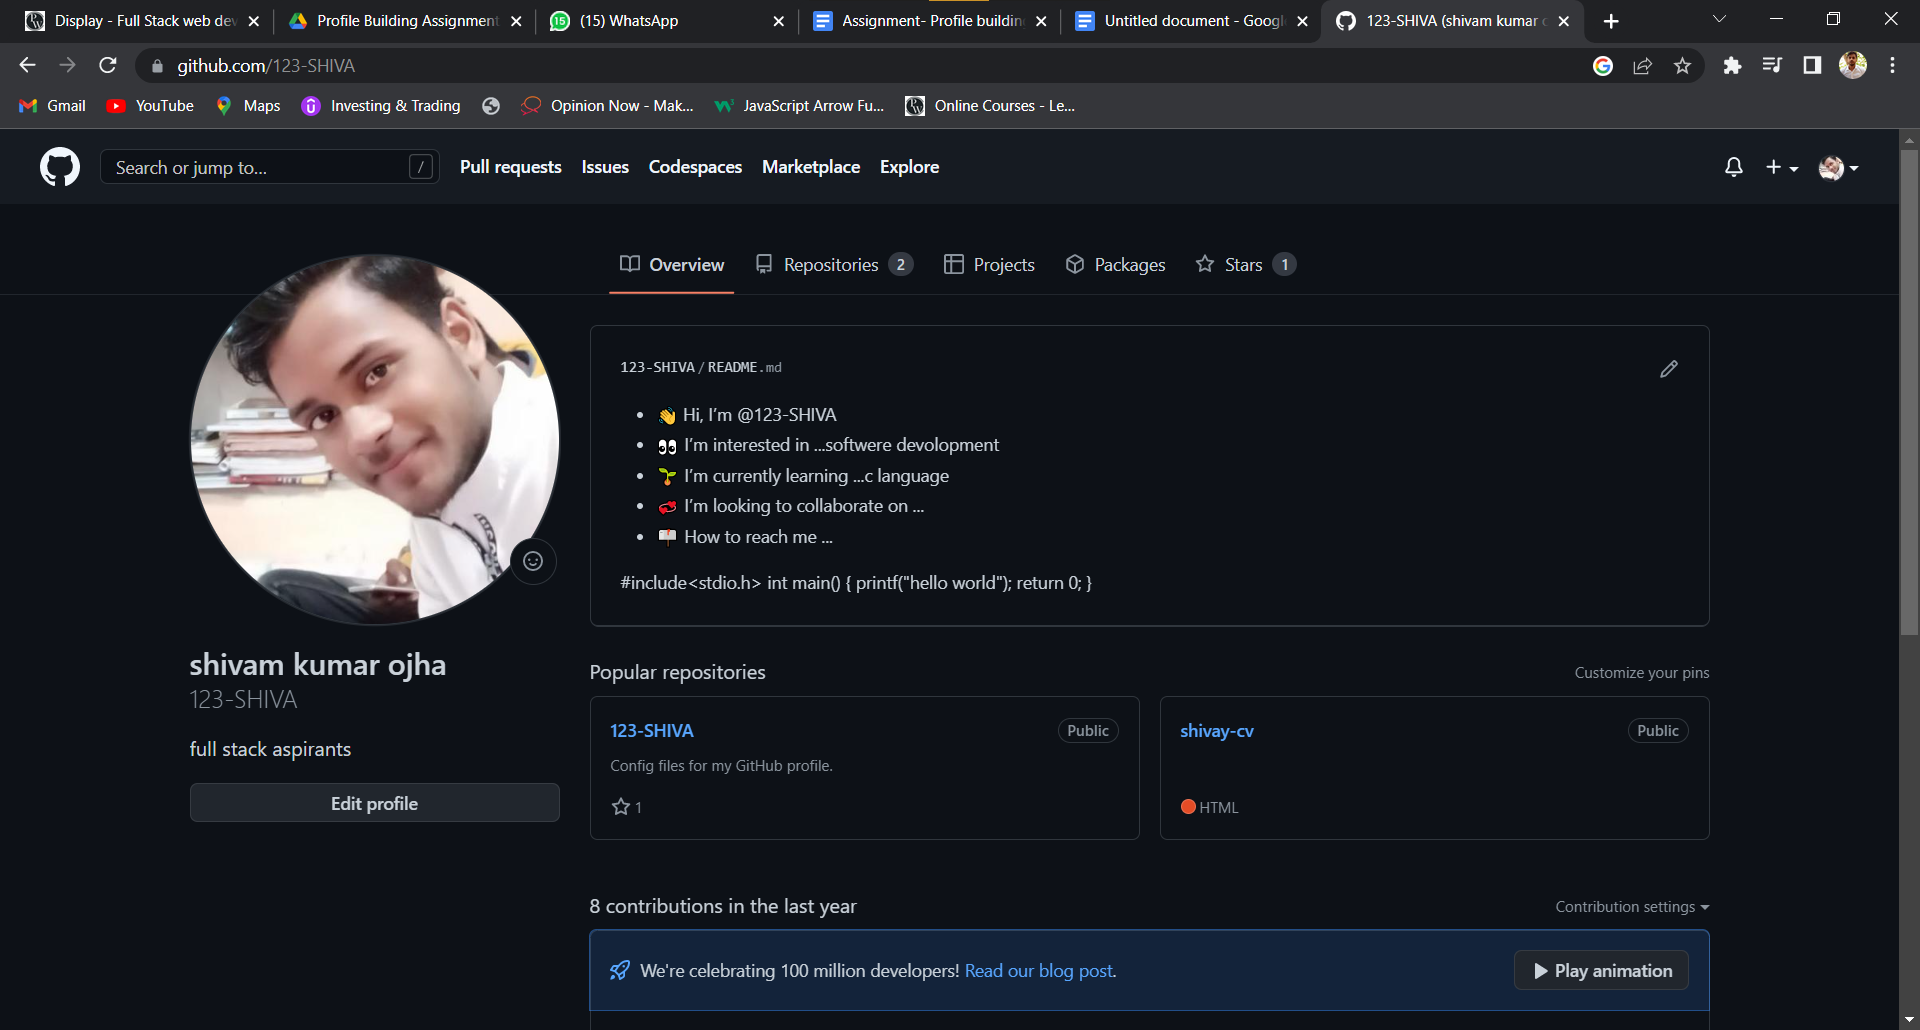 Display - Full Stack web dev
Profile Building Assignment
(15) WhatsApp
Assignment- Profile building
Untitled document - Google
123-SHIVA (shivam kumar o
github.com/123-SHIVA
Gmail
YouTube
Maps
Investing & Trading
Opinion Now - Mak...
JavaScript Arrow Fu...
Online Courses - Le...
Search or jump to...
/
Pull requests
Issues
Codespaces
Marketplace
Explore
Overview
Repositories 2
Projects
Packages
Stars 1
123-SHIVA/README.md
👋 Hi, I’m @123-SHIVA
👀 I’m interested in ...softwere devolopment
🌱 I’m currently learning ...c language
💞️ I’m looking to collaborate on ...
📫 How to reach me ...
#include<stdio.h> int main() { printf("hello world"); return 0; }
shivam kumar ojha
123-SHIVA
full stack aspirants
Edit profile
Popular repositories
Customize your pins
123-SHIVA
Public
Config files for my GitHub profile.
1
shivay-cv
Public
HTML
8 contributions in the last year
Contribution settings
We're celebrating 100 million developers! Read our blog post.
Play animation